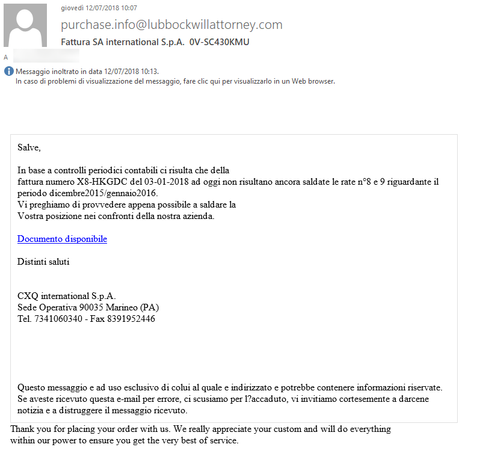 giovedì 12/07/2018 10:07
purchase.info@lubbockwillattorney.com
Fattura SA international S.p.A. 0V-SC430KMU
A
Messaggio inoltrato in data 12/07/2018 10:13.
In caso di problemi di visualizzazione del messaggio, fare clic qui per visualizzarlo in un Web browser.
Salve,
In base a controlli periodici contabili ci risulta che della
fattura numero X8-HKGDC del 03-01-2018 ad oggi non risultano ancora saldate le rate n°8 e 9 riguardante il
periodo dicembre2015/gennaio2016.
Vi preghiamo di provvedere appena possibile a saldare la
Vostra posizione nei confronti della nostra azienda.
Documento disponibile
Distinti saluti
CXQ international S.p.A.
Sede Operativa 90035 Marineo (PA)
Tel. 7341060340 - Fax 8391952446
Questo messaggio e ad uso esclusivo di colui al quale e indirizzato e potrebbe contenere informazioni riservate.
Se aveste ricevuto questa e-mail per errore, ci scusiamo per l?accaduto, vi invitiamo cortesemente a darcene
notizia e a distruggere il messaggio ricevuto.
Thank you for placing your order with us. We really appreciate your custom and will do everything
within our power to ensure you get the very best of service.